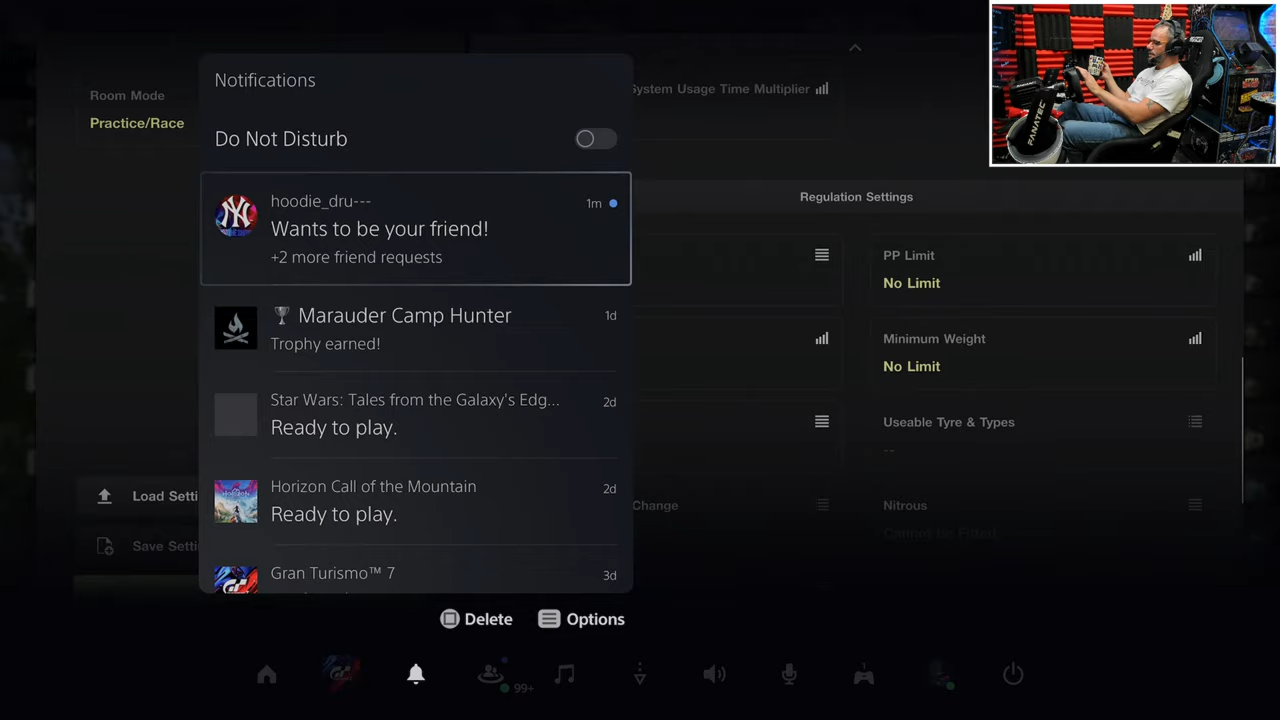 Notifications
Do Not Disturb
hoodie_dru---
1m
Wants to be your friend!
+2 more friend requests
Marauder Camp Hunter
1d
Trophy earned!
Star Wars: Tales from the Galaxy's Edg...
2d
Ready to play.
Horizon Call of the Mountain
2d
Ready to play.
Gran Turismo™ 7
3d
Delete
Options
99+
Room Mode
Practice/Race
System Usage Time Multiplier
Regulation Settings
PP Limit
No Limit
Minimum Weight
No Limit
Useable Tyre & Types
--
Change
Nitrous
Cannot be Fitted
Load Setti
Save Setti
FANATEC